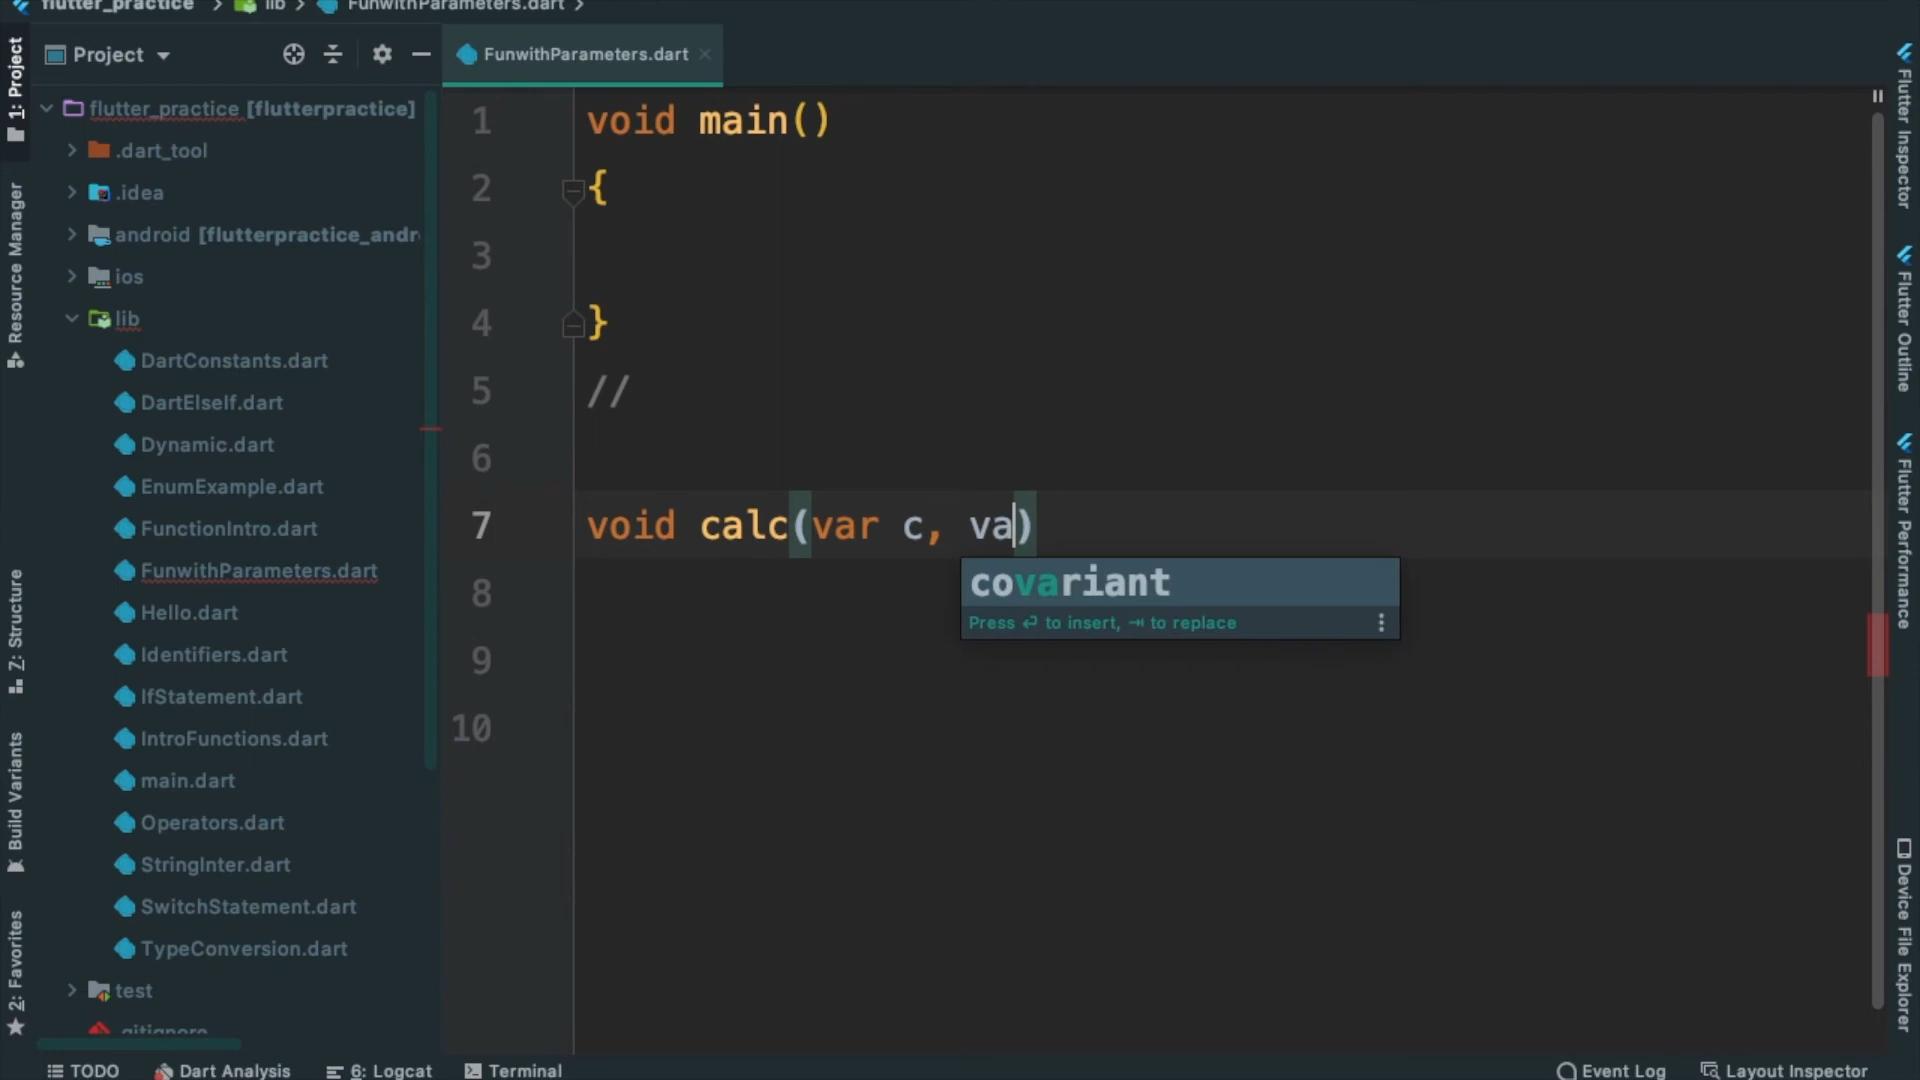 flutter_practice > lib > FunwithParameters.dart >
Project
FunwithParameters.dart
flutter_practice [flutterpractice]
.dart_tool
.idea
android [flutterpractice_andr
ios
lib
DartConstants.dart
DartElself.dart
Dynamic.dart
EnumExample.dart
FunctionIntro.dart
FunwithParameters.dart
Hello.dart
Identifiers.dart
IfStatement.dart
IntroFunctions.dart
main.dart
Operators.dart
StringInter.dart
SwitchStatement.dart
TypeConversion.dart
test
.gitignore
1 void main()
2 {
3
4 }
5 //
6
7 void calc(var c, va)
8
9
10
covariant
Press ⏎ to insert, ⇥ to replace
1: Project
Resource Manager
Z: Structure
Build Variants
2: Favorites
Flutter Inspector
Flutter Outline
Flutter Performance
Device File Explorer
TODO
Dart Analysis
6: Logcat
Terminal
Event Log
Layout Inspector